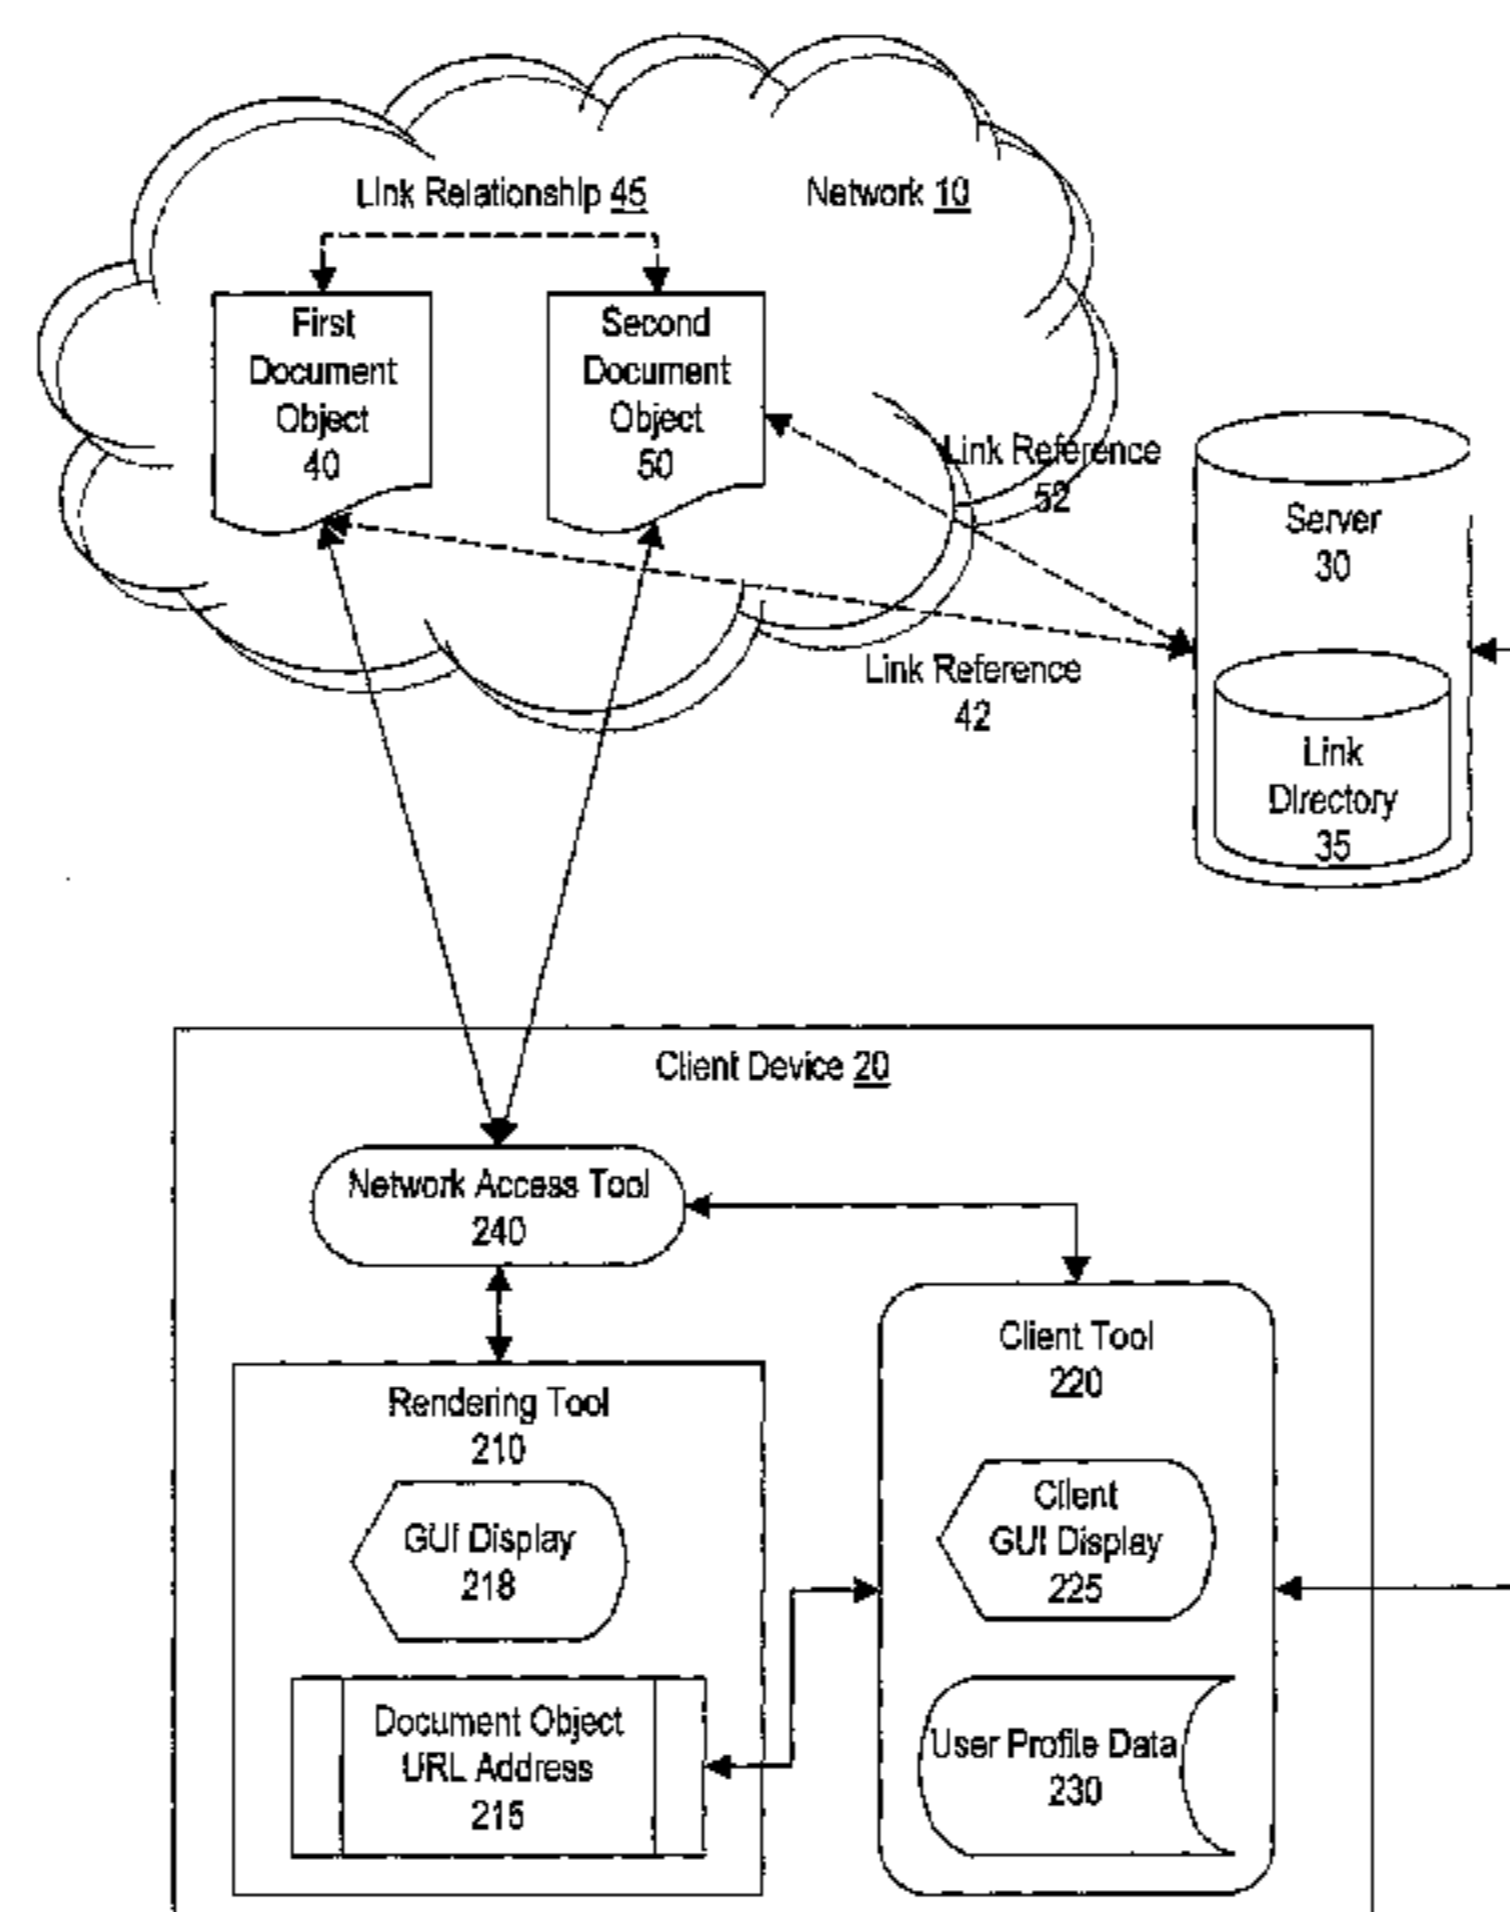 Link Relationship 45
Network 10
First
Document
Object
40
Second
Document
Object
50
Link Reference
52
Server
30
Link Reference
42
Link
Directory
35
Client Device 20
Network Access Tool
240
Client Tool
220
Rendering Tool
210
Client
GUI Display
225
GUI Display
218
Document Object
URL Address
215
User Profile Data
230